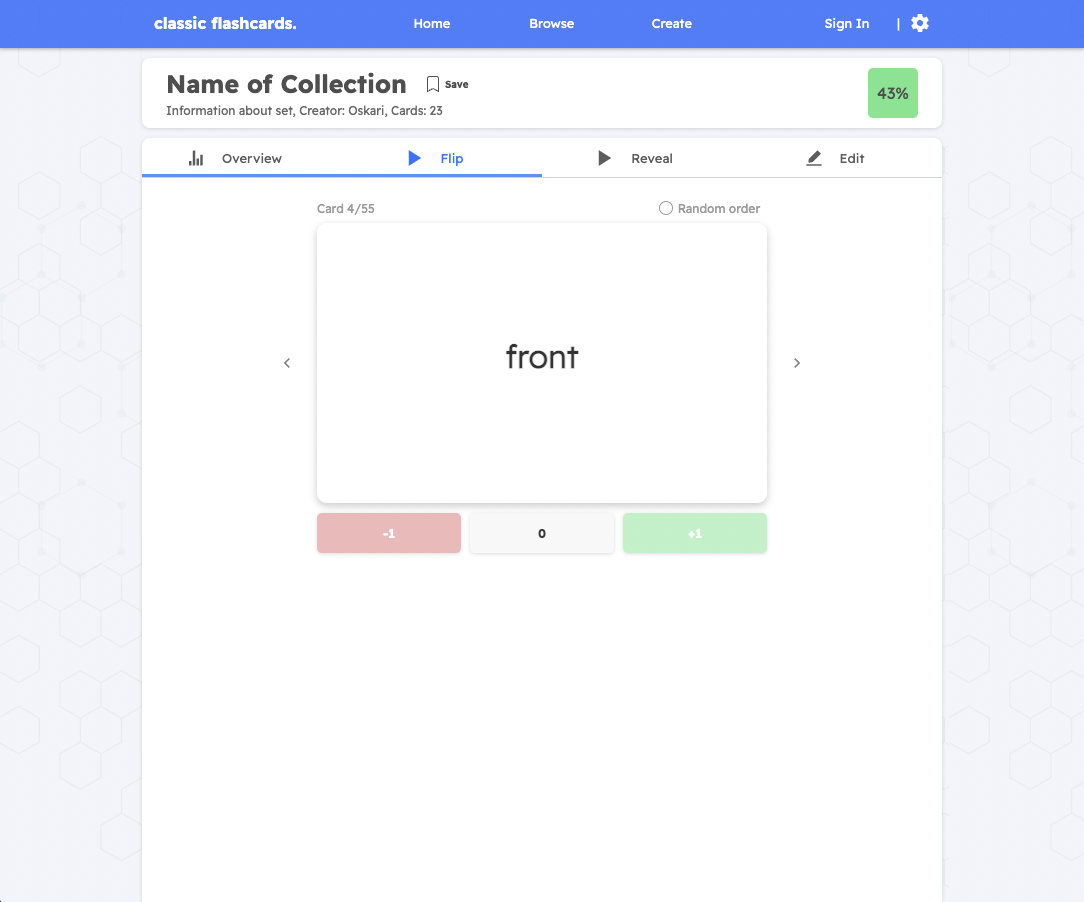 classic flashcards. Home Browse Create Sign In |
Name of Collection Save
43%
Information about set, Creator: Oskari, Cards: 23
Overview Flip Reveal Edit
Card 4/55 Random order
front
-1 0 +1